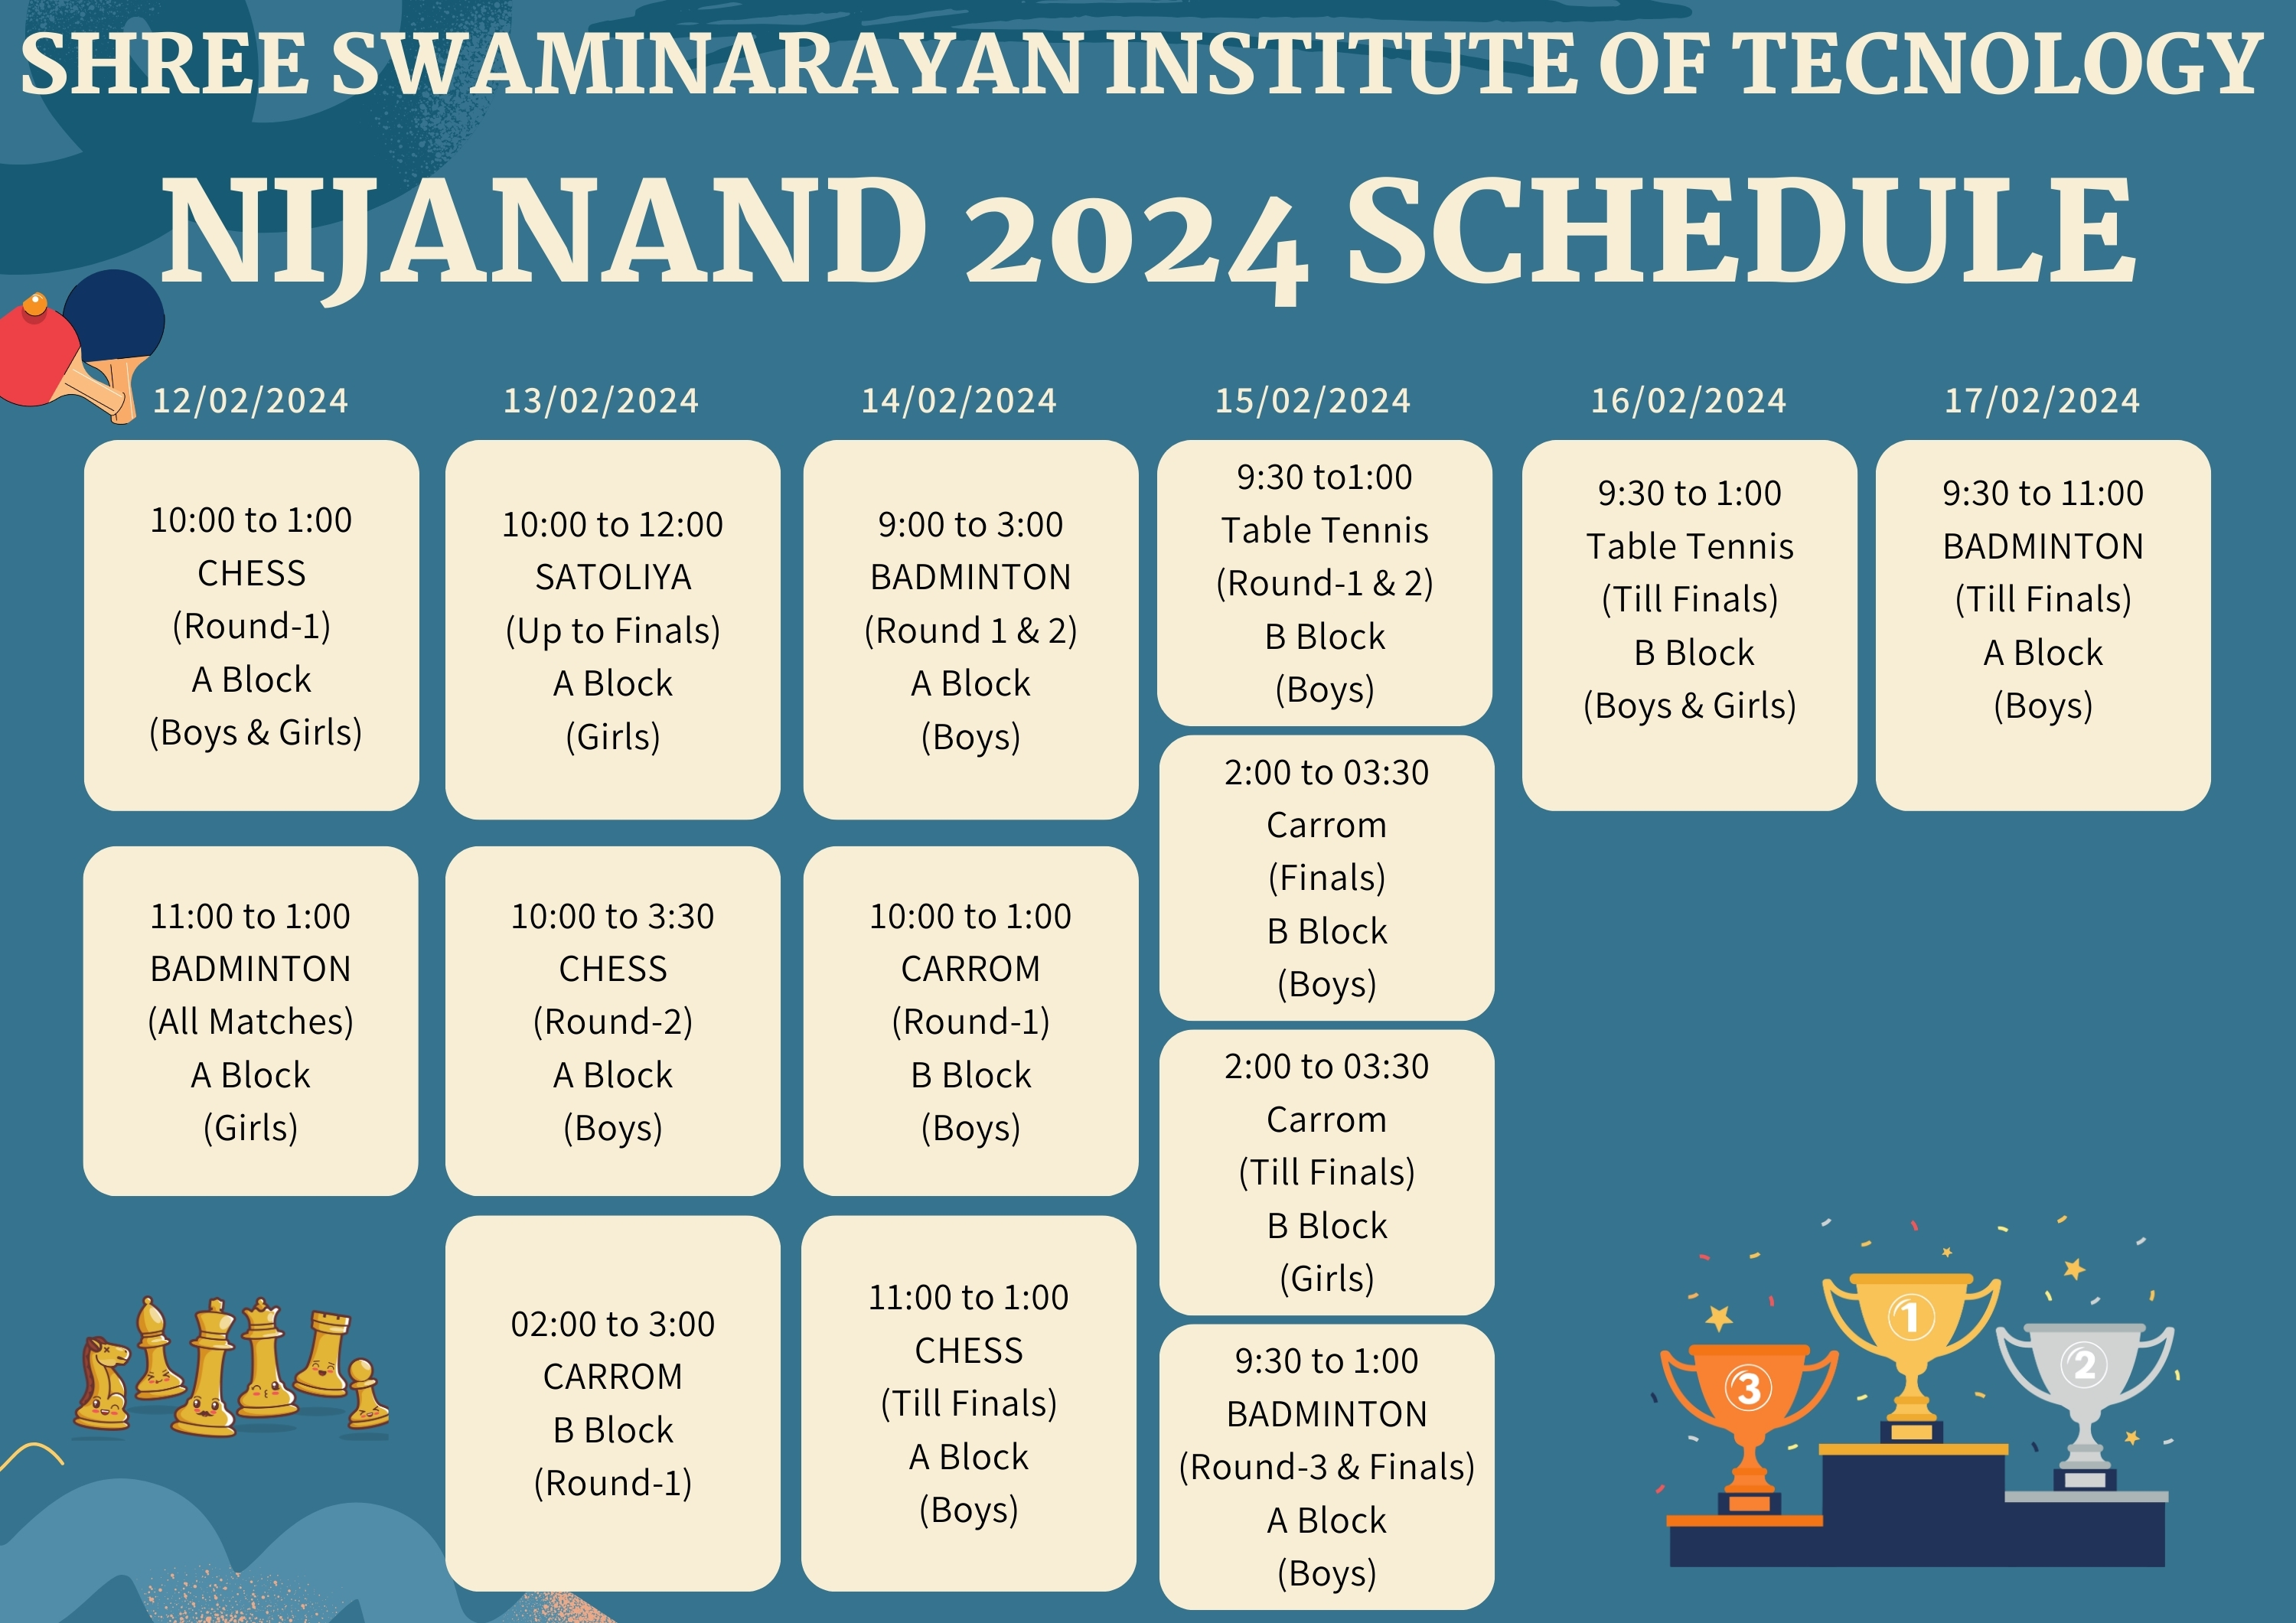 SHREE SWAMINARAYAN INSTITUTE OF TECNOLOGY
NIJANAND 2024 SCHEDULE
12/02/2024
10:00 to 1:00
CHESS
(Round-1)
A Block
(Boys & Girls)
11:00 to 1:00
BADMINTON
(All Matches)
A Block
(Girls)
13/02/2024
10:00 to 12:00
SATOLIYA
(Up to Finals)
A Block
(Girls)
10:00 to 3:30
CHESS
(Round-2)
A Block
(Boys)
02:00 to 3:00
CARROM
B Block
(Round-1)
14/02/2024
9:00 to 3:00
BADMINTON
(Round 1 & 2)
A Block
(Boys)
10:00 to 1:00
CARROM
(Round-1)
B Block
(Boys)
11:00 to 1:00
CHESS
(Till Finals)
A Block
(Boys)
15/02/2024
9:30 to1:00
Table Tennis
(Round-1 & 2)
B Block
(Boys)
2:00 to 03:30
Carrom
(Finals)
B Block
(Boys)
2:00 to 03:30
Carrom
(Till Finals)
B Block
(Girls)
9:30 to 1:00
BADMINTON
(Round-3 & Finals)
A Block
(Boys)
16/02/2024
9:30 to 1:00
Table Tennis
(Till Finals)
B Block
(Boys & Girls)
17/02/2024
9:30 to 11:00
BADMINTON
(Till Finals)
A Block
(Boys)
3
1
2